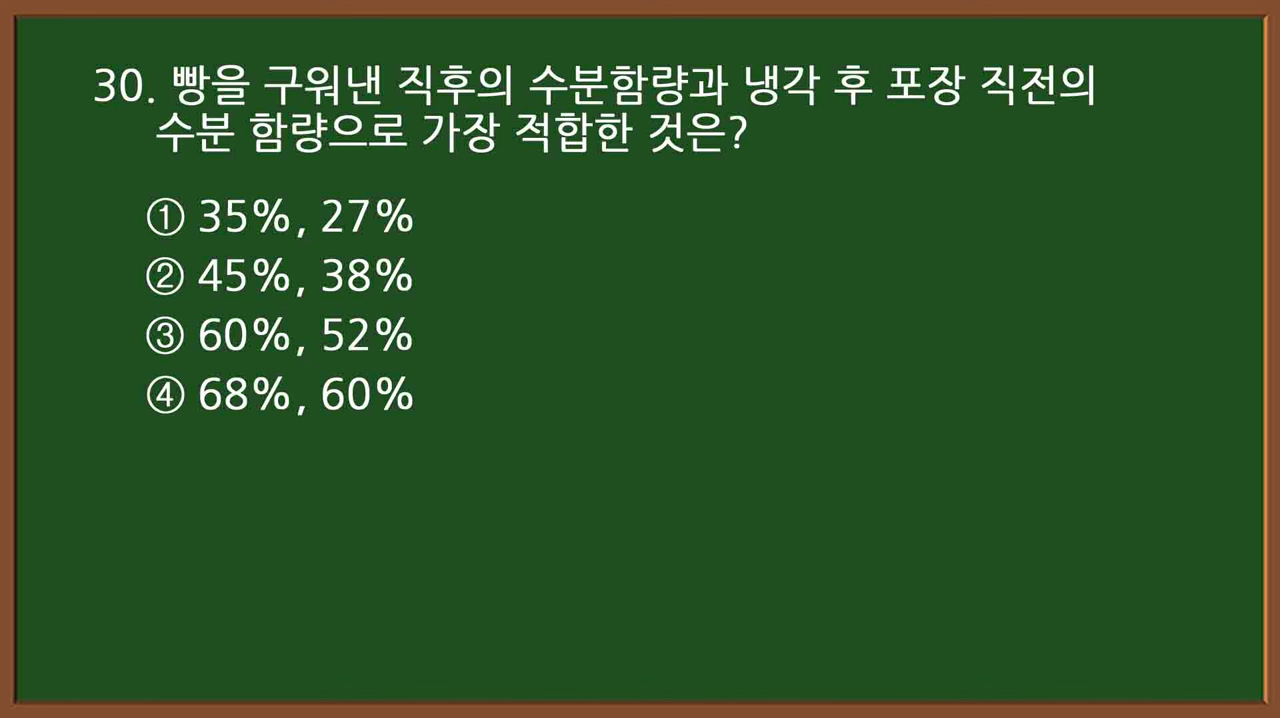 30. 빵을 구워낸 직후의 수분함량과 냉각 후 포장 직전의
수분 함량으로 가장 적합한 것은?
① 35%, 27%
② 45%, 38%
③ 60%, 52%
④ 68%, 60%